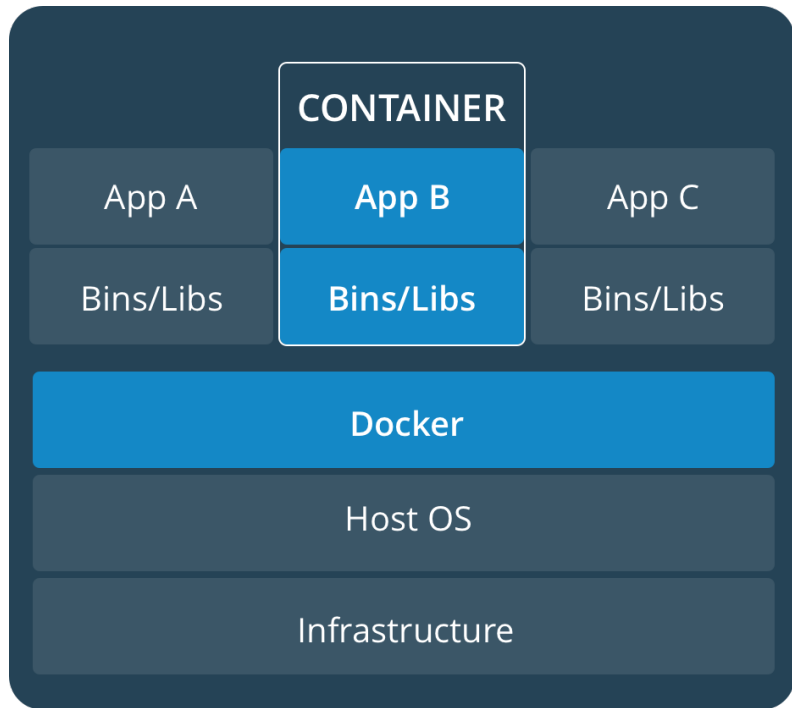 CONTAINER
App A App B App C
Bins/Libs Bins/Libs Bins/Libs
Docker
Host OS
Infrastructure